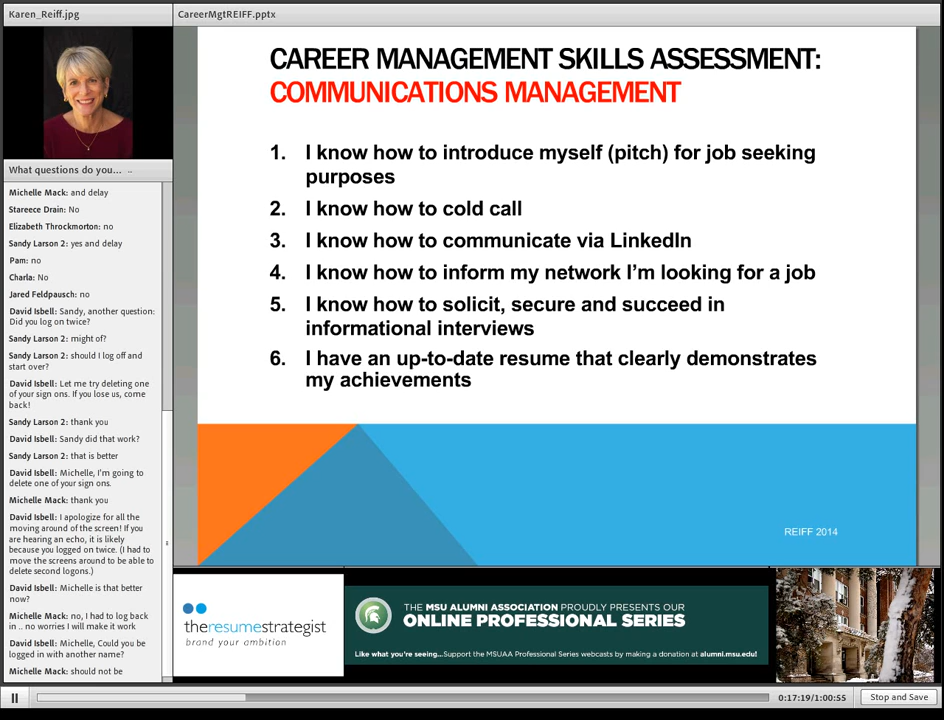 Karen_Reiff.jpg
CareerMgtREIFF.pptx
CAREER MANAGEMENT SKILLS ASSESSMENT:
COMMUNICATIONS MANAGEMENT
1. I know how to introduce myself (pitch) for job seeking
purposes
2. I know how to cold call
3. I know how to communicate via LinkedIn
4. I know how to inform my network I'm looking for a job
5. I know how to solicit, secure and succeed in
informational interviews
6. I have an up-to-date resume that clearly demonstrates
my achievements
REIFF 2014
What questions do you... ..
Michelle Mack: and delay
Stareece Drain: No
Elizabeth Throckmorton: no
Sandy Larson 2: yes and delay
Pam: no
Charla: No
Jared Feldpausch: no
David Isbell: Sandy, another question:
Did you log on twice?
Sandy Larson 2: might of?
Sandy Larson 2: should I log off and
start over?
David Isbell: Let me try deleting one
of your sign ons. If you lose us, come
back!
Sandy Larson 2: thank you
David Isbell: Sandy did that work?
Sandy Larson 2: that is better
David Isbell: Michelle, I'm going to
delete one of your sign ons.
Michelle Mack: thank you
David Isbell: I apologize for all the
moving around of the screen! If you
are hearing an echo, it is likely
because you logged on twice. (I had to
move the screens around to be able to
delete second logons.)
David Isbell: Michelle is that better
now?
Michelle Mack: no, I had to log back
in .. no worries I will make it work
David Isbell: Michelle, Could you be
logged in with another name?
Michelle Mack: should not be
theresumestrategist
brand your ambition
THE MSU ALUMNI ASSOCIATION PROUDLY PRESENTS OUR
ONLINE PROFESSIONAL SERIES
Like what you're seeing...Support the MSUAA Professional Series webcasts by making a donation at alumni.msu.edu!
0:17:19/1:00:55
Stop and Save